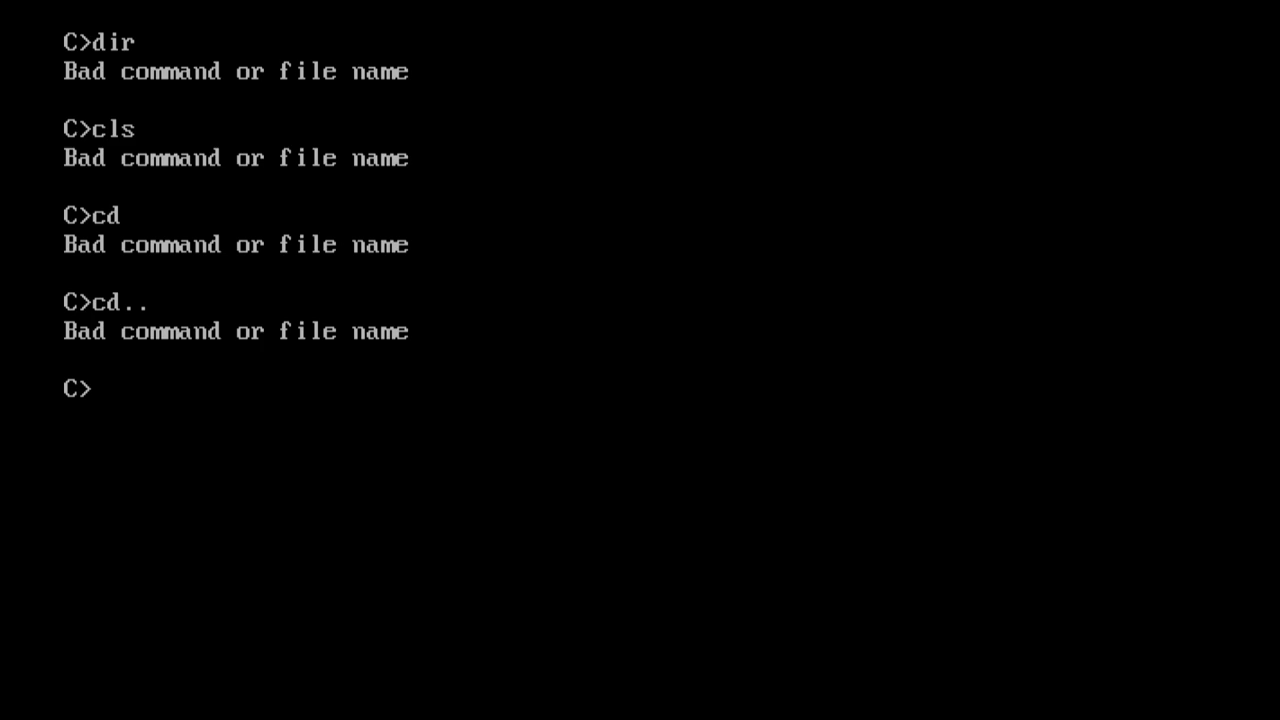 C>dir
Bad command or file name
C>cls
Bad command or file name
C>cd
Bad command or file name
C>cd..
Bad command or file name
C>